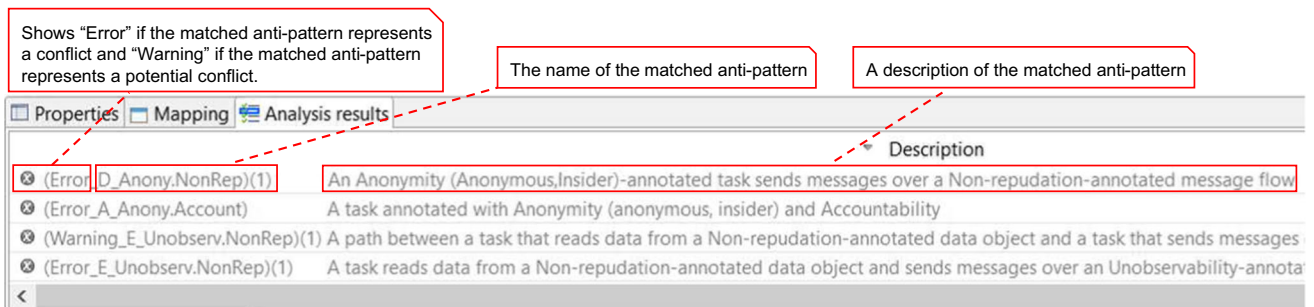 Shows “Error” if the matched anti-pattern represents
a conflict and “Warning” if the matched anti-pattern
represents a potential conflict.
The name of the matched anti-pattern
A description of the matched anti-pattern
Properties Mapping Analysis results
Description
(Error_D_Anony.NonRep)(1) An Anonymity (Anonymous,Insider)-annotated task sends messages over a Non-repudation-annotated message flow
(Error_A_Anony.Account) A task annotated with Anonymity (anonymous, insider) and Accountability
(Warning_E_Unobserv.NonRep)(1) A path between a task that reads data from a Non-repudation-annotated data object and a task that sends messages
(Error_E_Unobserv.NonRep)(1) A task reads data from a Non-repudation-annotated data object and sends messages over an Unobservability-annota